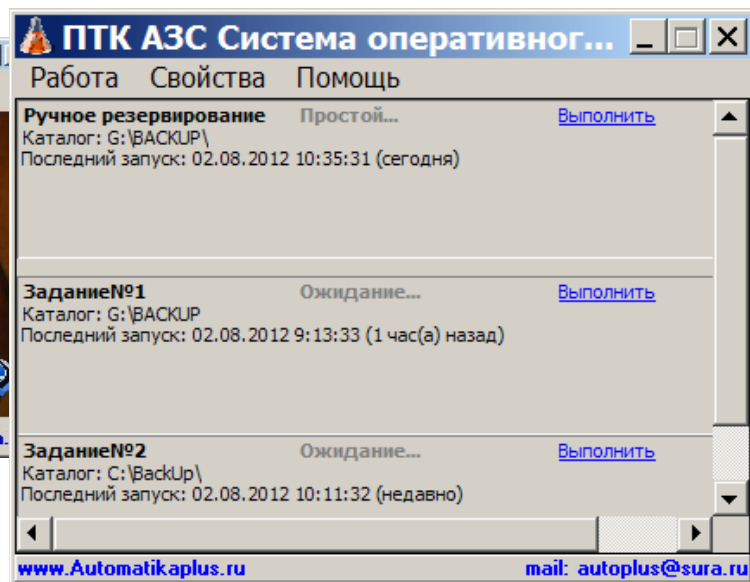 ПТК АЗС Система оперативног...
Работа Свойства Помощь
Ручное резервирование Простой... Выполнить
Каталог: G:\BACKUP\
Последний запуск: 02.08.2012 10:35:31 (сегодня)
Задание№1 Ожидание... Выполнить
Каталог: G:\BACKUP
Последний запуск: 02.08.2012 9:13:33 (1 час(а) назад)
Задание№2 Ожидание... Выполнить
Каталог: C:\BackUp\
Последний запуск: 02.08.2012 10:11:32 (недавно)
www.Automatikaplus.ru mail: autoplus@sura.ru